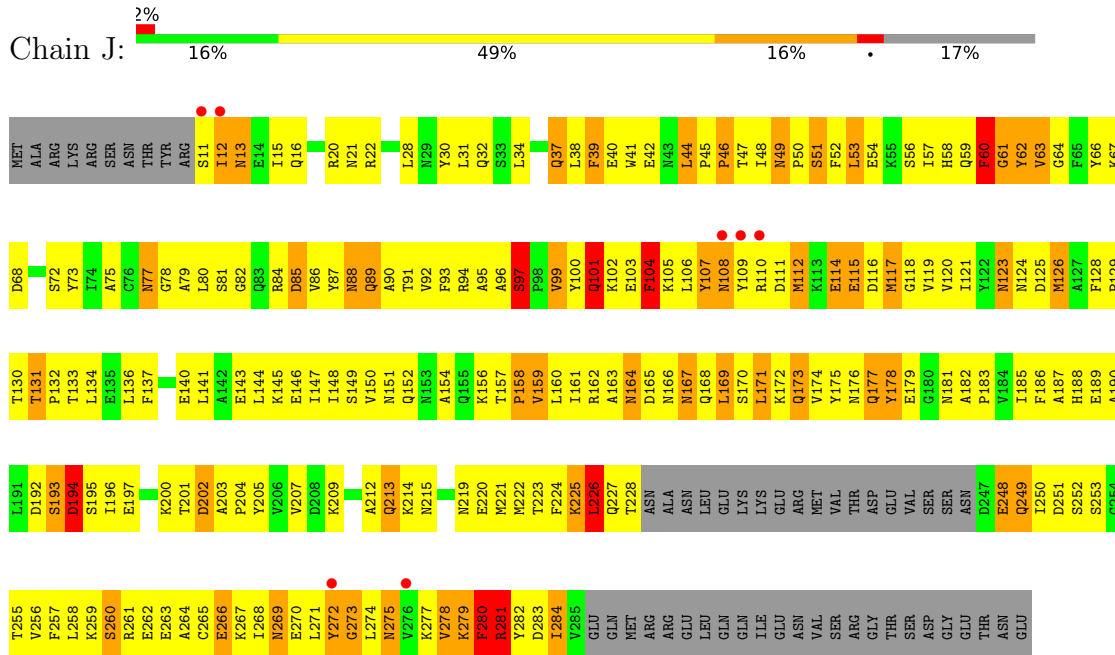 2%
Chain J:
16% 49% 16% • 17%
MET ALA ARG LYS ARG SER ASN THR TYR ARG S11 I12 N13 E14 I15 Q16 R20 N21 R22 L28 N29 Y30 L31 Q32 S33 L34 Q37 L38 F39 E40 V41 E42 N43 L44 P45 P46 T47 I48 N49 P50 S51 F52 L53 E54 K55 S56 I57 H58 Q59 F60 G61 Y62 V63 G64 F65 Y66 K67
D68 S72 Y73 I74 A75 C76 N77 G78 A79 L80 S81 G82 Q83 R84 D85 V86 Y87 N88 Q89 A90 T91 V92 F93 R94 A95 A96 S97 P98 V99 Y100 Q101 K102 E103 F104 K105 L106 Y107 N108 Y109 R110 D111 M112 K113 E114 E115 D116 M117 G118 V119 V120 I121 Y122 N123 N124 D125 M126 A127 F128
T130 T131 P132 T133 L134 E135 L136 F137 E140 L141 A142 E143 L144 K145 E146 I147 I148 S149 V150 N151 Q152 N153 A154 Q155 K156 T157 P158 V159 L160 I161 R162 A163 N164 D165 N166 N167 Q168 L169 S170 L171 K172 Q173 V174 Y175 N176 Q177 Y178 E179 G180 N181 A182 P183 V184 I185 F186 A187 H188 E189 A190
L191 D192 S193 D194 S195 I196 E197 K200 T201 D202 A203 P204 Y205 V206 V207 D208 K209 A212 Q213 K214 N215 N219 E220 M221 M222 T223 F224 K225 L226 Q227 T228 ASN ALA ASN LEU GLU LYS LYS GLU ARG MET VAL THR ASP GLU VAL SER SER ASN D247 E248 Q249 I250 D251 S252 S253 G254
T255 V256 F257 L258 K259 S260 R261 E262 E263 A264 C265 E266 K267 I268 N269 E270 L271 Y272 G273 L274 N275 V276 K277 V278 K279 F280 R281 Y282 D283 I284 V285 GLU GLN MET ARG ARG GLU LEU GLN GLN ILE GLU ASN VAL SER ARG GLY THR SER ASP GLY GLU THR ASN GLU